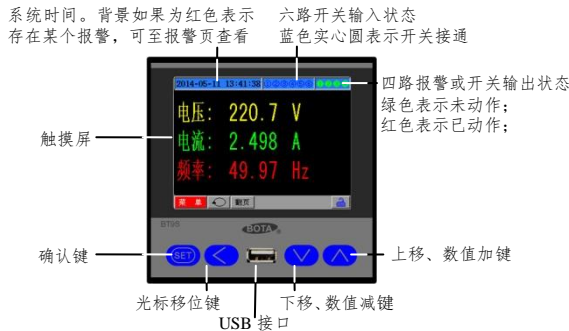 系统时间。背景如果为红色表示
存在某个报警，可至报警页查看
六路开关输入状态
蓝色实心圆表示开关接通
四路报警或开关输出状态
绿色表示未动作；
红色表示已动作；
触摸屏
2014-05-11 13:41:38 ①②③④⑤⑥ ①②③④
电压： 220.7 V
电流： 2.498 A
频率： 49.97 Hz
菜 单 翻页
BT95
BOTA
SET
确认键
上移、数值加键
光标移位键
下移、数值减键
USB 接口